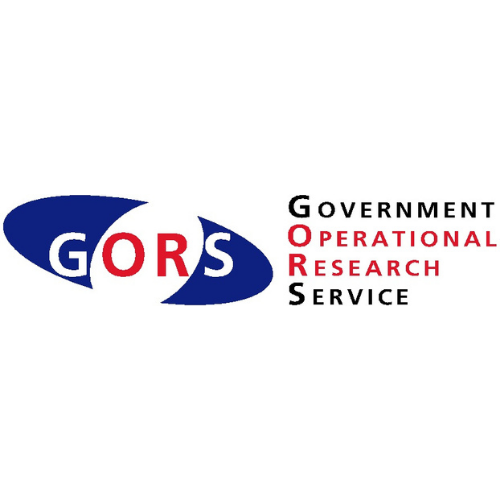 GORS
GOVERNMENT
OPERATIONAL
RESEARCH
SERVICE